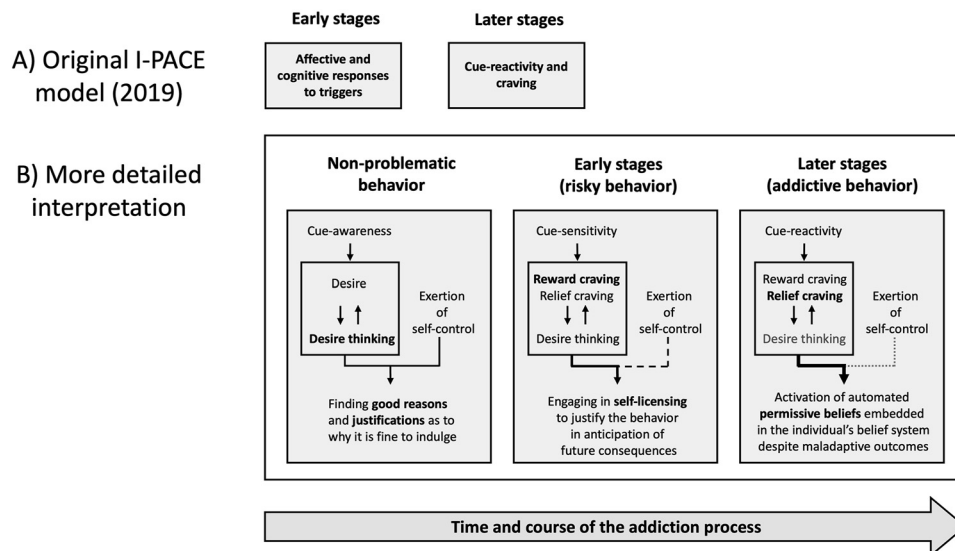 Early stages
Later stages
A) Original I-PACE
model (2019)
Affective and
cognitive responses
to triggers
Cue-reactivity and
craving
B) More detailed
interpretation
Non-problematic
behavior
Cue-awareness
Desire
Desire thinking
Exertion
of
self-control
Finding good reasons
and justifications as to
why it is fine to indulge
Early stages
(risky behavior)
Cue-sensitivity
Reward craving
Relief craving
Desire thinking
Exertion
of
self-control
Engaging in self-licensing
to justify the behavior
in anticipation of
future consequences
Later stages
(addictive behavior)
Cue-reactivity
Reward craving
Relief craving
Desire thinking
Exertion
of
self-control
Activation of automated
permissive beliefs embedded
in the individual's belief system
despite maladaptive outcomes
Time and course of the addiction process